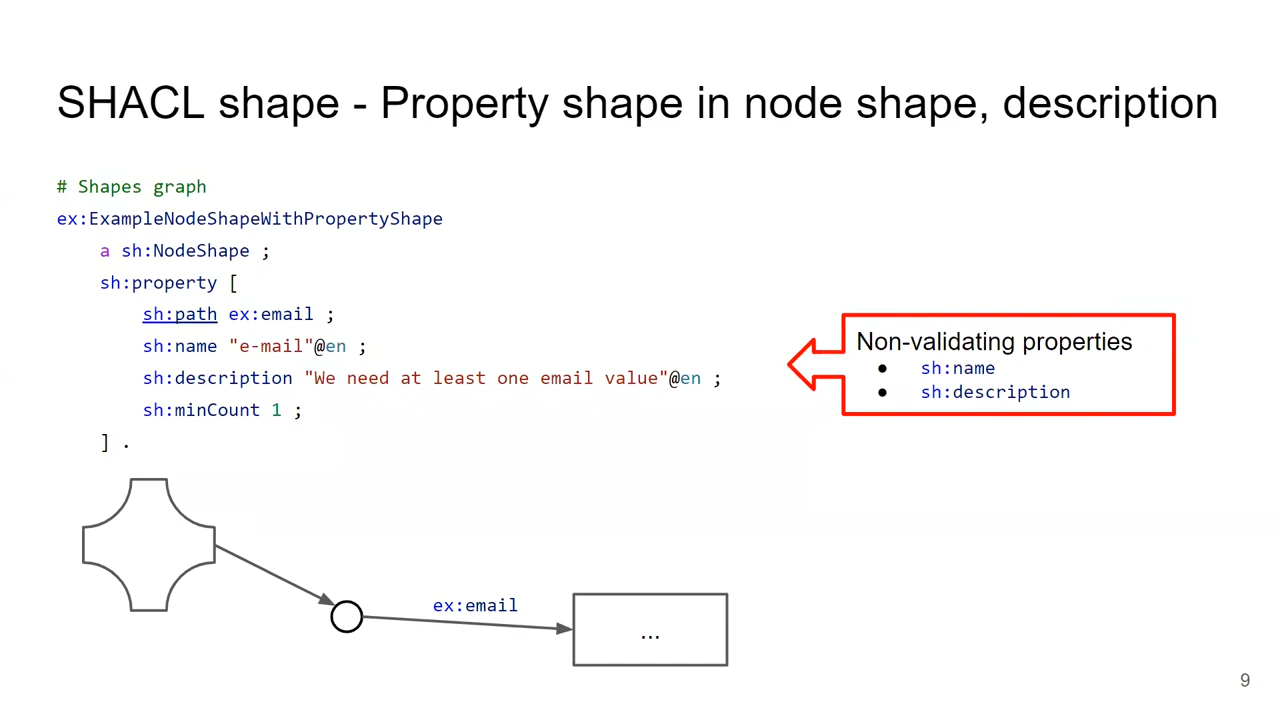 SHACL shape - Property shape in node shape, description
# Shapes graph
ex:ExampleNodeShapeWithPropertyShape
a sh:NodeShape ;
sh:property [
sh:path ex:email ;
sh:name "e-mail"@en ;
sh:description "We need at least one email value"@en ;
sh:minCount 1 ;
] .
Non-validating properties
● sh:name
● sh:description
ex:email
...
9